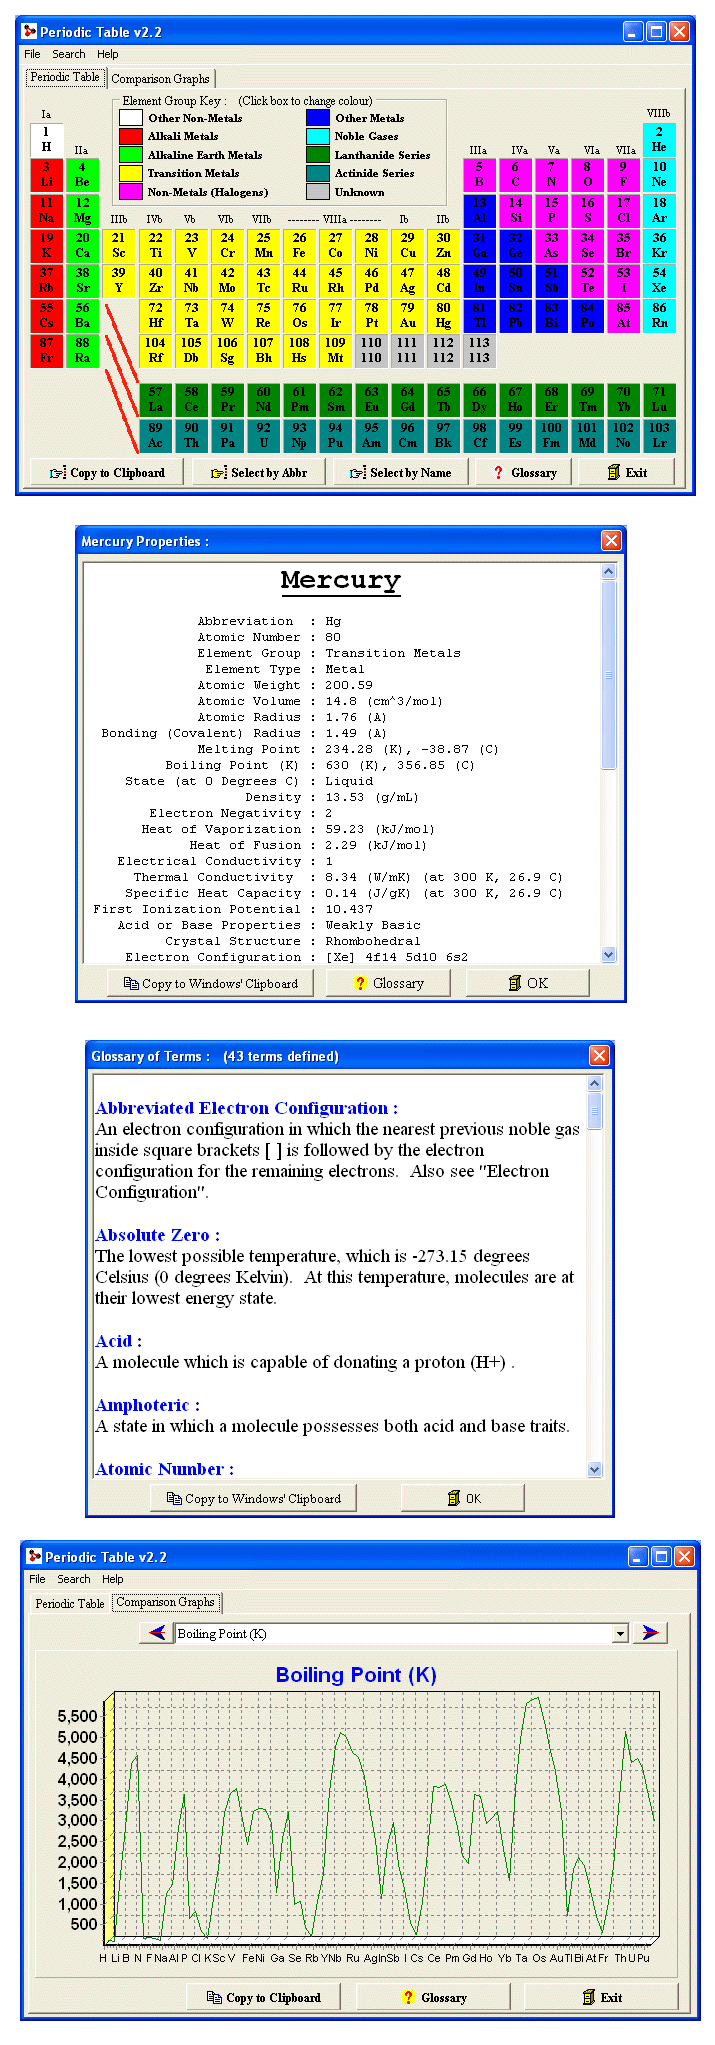 Periodic Table v2.2
File Search Help
Periodic Table Comparison Graphs
Element Group Key : (Click box to change colour)
Other Non-Metals Other Metals
Alkali Metals Noble Gases
Alkaline Earth Metals Lanthanide Series
Transition Metals Actinide Series
Non-Metals (Halogens) Unknown
Ia VIIIb
1 2
H He
IIa IIIa IVa Va VIa VIIa
3 4 5 6 7 8 9 10
Li Be B C N O F Ne
11 12 13 14 15 16 17 18
Na Mg Al Si P S Cl Ar
IIIb IVb Vb VIb VIIb -------- VIIIa -------- Ib IIb
19 20 21 22 23 24 25 26 27 28 29 30 31 32 33 34 35 36
K Ca Sc Ti V Cr Mn Fe Co Ni Cu Zn Ga Ge As Se Br Kr
37 38 39 40 41 42 43 44 45 46 47 48 49 50 51 52 53 54
Rb Sr Y Zr Nb Mo Tc Ru Rh Pd Ag Cd In Sn Sb Te I Xe
55 56 72 73 74 75 76 77 78 79 80 81 82 83 84 85 86
Cs Ba Hf Ta W Re Os Ir Pt Au Hg Tl Pb Bi Po At Rn
87 88 104 105 106 107 108 109 110 111 112 113
Fr Ra Rf Db Sg Bh Hs Mt 110 111 112 113
57 58 59 60 61 62 63 64 65 66 67 68 69 70 71
La Ce Pr Nd Pm Sm Eu Gd Tb Dy Ho Er Tm Yb Lu
89 90 91 92 93 94 95 96 97 98 99 100 101 102 103
Ac Th Pa U Np Pu Am Cm Bk Cf Es Fm Md No Lr
Copy to Clipboard Select by Abbr Select by Name Glossary Exit
Mercury Properties :
Mercury
Abbreviation : Hg
Atomic Number : 80
Element Group : Transition Metals
Element Type : Metal
Atomic Weight : 200.59
Atomic Volume : 14.8 (cm^3/mol)
Atomic Radius : 1.76 (A)
Bonding (Covalent) Radius : 1.49 (A)
Melting Point : 234.28 (K), -38.87 (C)
Boiling Point (K) : 630 (K), 356.85 (C)
State (at 0 Degrees C) : Liquid
Density : 13.53 (g/mL)
Electron Negativity : 2
Heat of Vaporization : 59.23 (kJ/mol)
Heat of Fusion : 2.29 (kJ/mol)
Electrical Conductivity : 1
Thermal Conductivity : 8.34 (W/mK) (at 300 K, 26.9 C)
Specific Heat Capacity : 0.14 (J/gK) (at 300 K, 26.9 C)
First Ionization Potential : 10.437
Acid or Base Properties : Weakly Basic
Crystal Structure : Rhombohedral
Electron Configuration : [Xe] 4f14 5d10 6s2
Copy to Windows' Clipboard Glossary OK
Glossary of Terms : (43 terms defined)
Abbreviated Electron Configuration :
An electron configuration in which the nearest previous noble gas
inside square brackets [ ] is followed by the electron
configuration for the remaining electrons. Also see "Electron
Configuration".
Absolute Zero :
The lowest possible temperature, which is -273.15 degrees
Celsius (0 degrees Kelvin). At this temperature, molecules are at
their lowest energy state.
Acid :
A molecule which is capable of donating a proton (H+) .
Amphoteric :
A state in which a molecule possesses both acid and base traits.
Atomic Number :
Copy to Windows' Clipboard OK
Periodic Table v2.2
File Search Help
Periodic Table Comparison Graphs
Boiling Point (K)
Boiling Point (K)
5,500
5,000
4,500
4,000
3,500
3,000
2,500
2,000
1,500
1,000
500
H Li B N F Na Al P Cl K Sc V Fe Ni Ga Se Rb Y Nb Ru Ag In Sb I Cs Ce Pm Gd Ho Yb Ta Os Au Tl Bi At Fr Th U Pu
Copy to Clipboard Glossary Exit